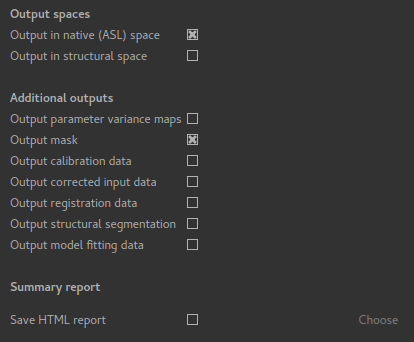 Output spaces
Output in native (ASL) space
Output in structural space
Additional outputs
Output parameter variance maps
Output mask
Output calibration data
Output corrected input data
Output registration data
Output structural segmentation
Output model fitting data
Summary report
Save HTML report Choose